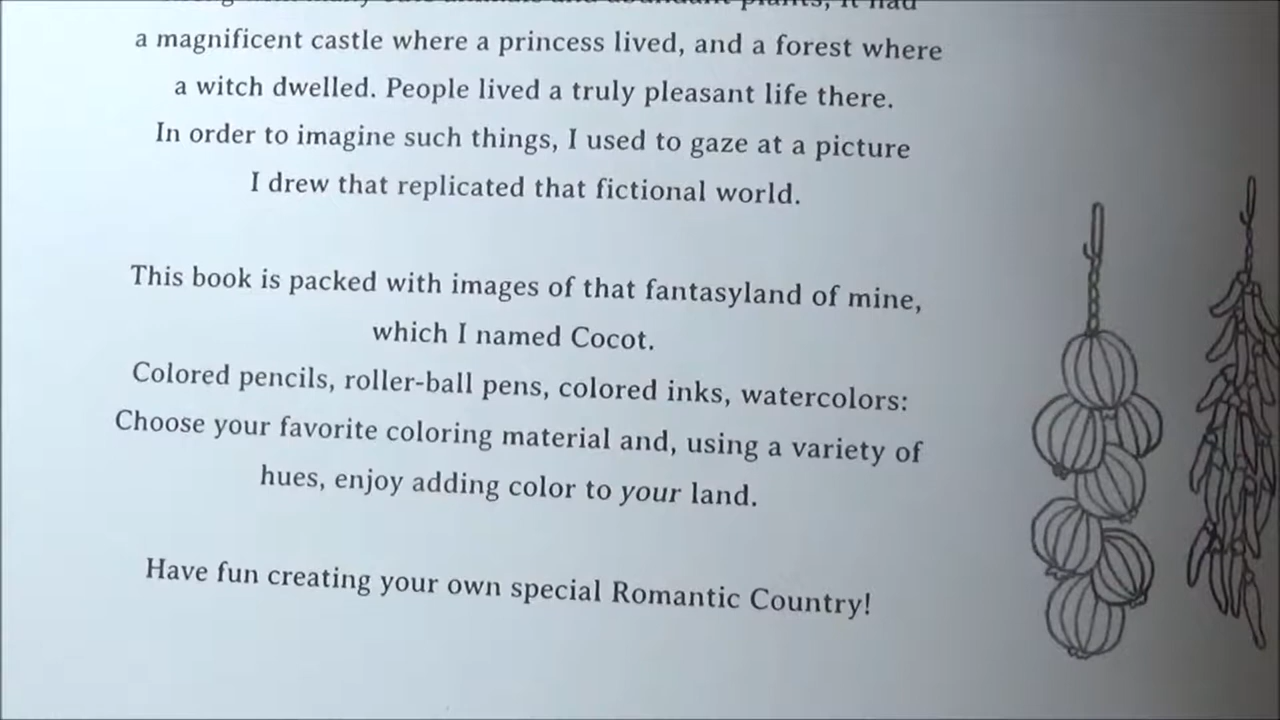 plants, it had
a magnificent castle where a princess lived, and a forest where
a witch dwelled. People lived a truly pleasant life there.
In order to imagine such things, I used to gaze at a picture
I drew that replicated that fictional world.
This book is packed with images of that fantasyland of mine,
which I named Cocot.
Colored pencils, roller-ball pens, colored inks, watercolors:
Choose your favorite coloring material and, using a variety of
hues, enjoy adding color to your land.
Have fun creating your own special Romantic Country!